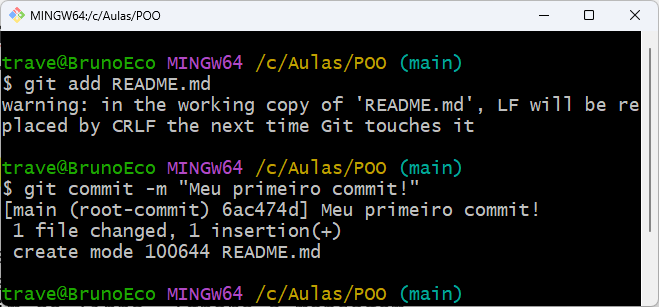 MINGW64:/c/Aulas/POO
trave@BrunoEco MINGW64 /c/Aulas/POO (main)
$ git add README.md
warning: in the working copy of 'README.md', LF will be re
placed by CRLF the next time Git touches it
trave@BrunoEco MINGW64 /c/Aulas/POO (main)
$ git commit -m "Meu primeiro commit!"
[main (root-commit) 6ac474d] Meu primeiro commit!
 1 file changed, 1 insertion(+)
 create mode 100644 README.md
trave@BrunoEco MINGW64 /c/Aulas/POO (main)